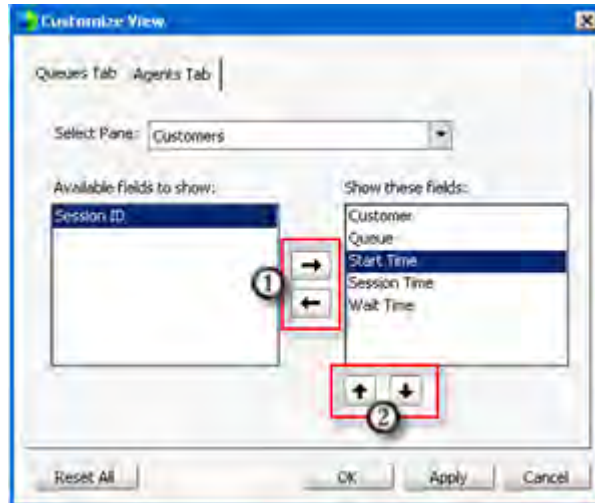 Customize View
Queues Tab Agents Tab
Select Pane: Customers
Available fields to show: Show these fields:
Session ID
Customer
Queue
Start Time
Session Time
Wait Time
1
2
Reset All OK Apply Cancel